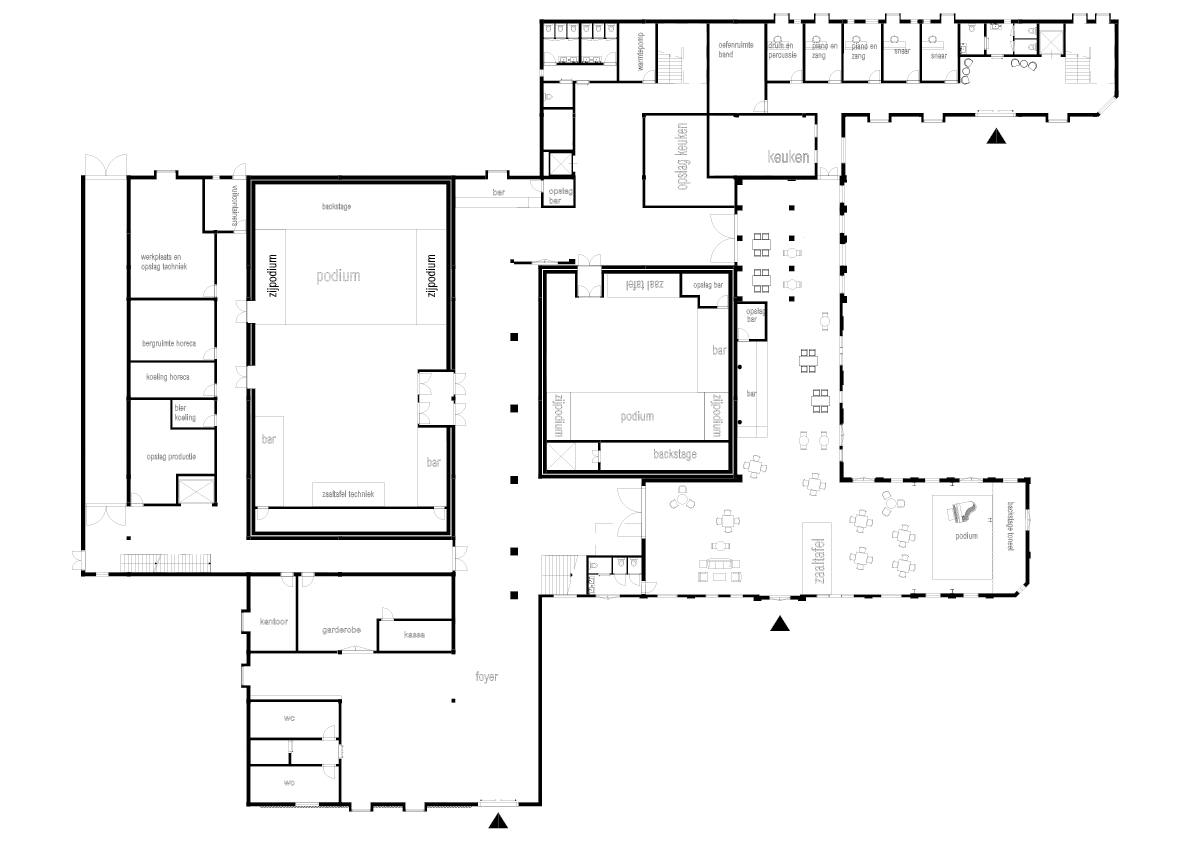 warmtepomp
oefenruimte
band
drum en
percussie
piano en
zang
piano en
zang
snaar
snaar
opslag keuken
keuken
vuilcontainers
bar
opslag
bar
backstage
werkplaats en
opslag techniek
zijpodium
podium
zijpodium
zaal tafel
opslag bar
opslag
bar
bergruimte horeca
bar
koeling horeca
bar
bier
koeling
zijpodium
podium
zijpodium
bar
bar
opslag productie
backstage
zaaltafel techniek
zaaltafel
podium
backstage toneel
kantoor
garderobe
kassa
foyer
wc
wc